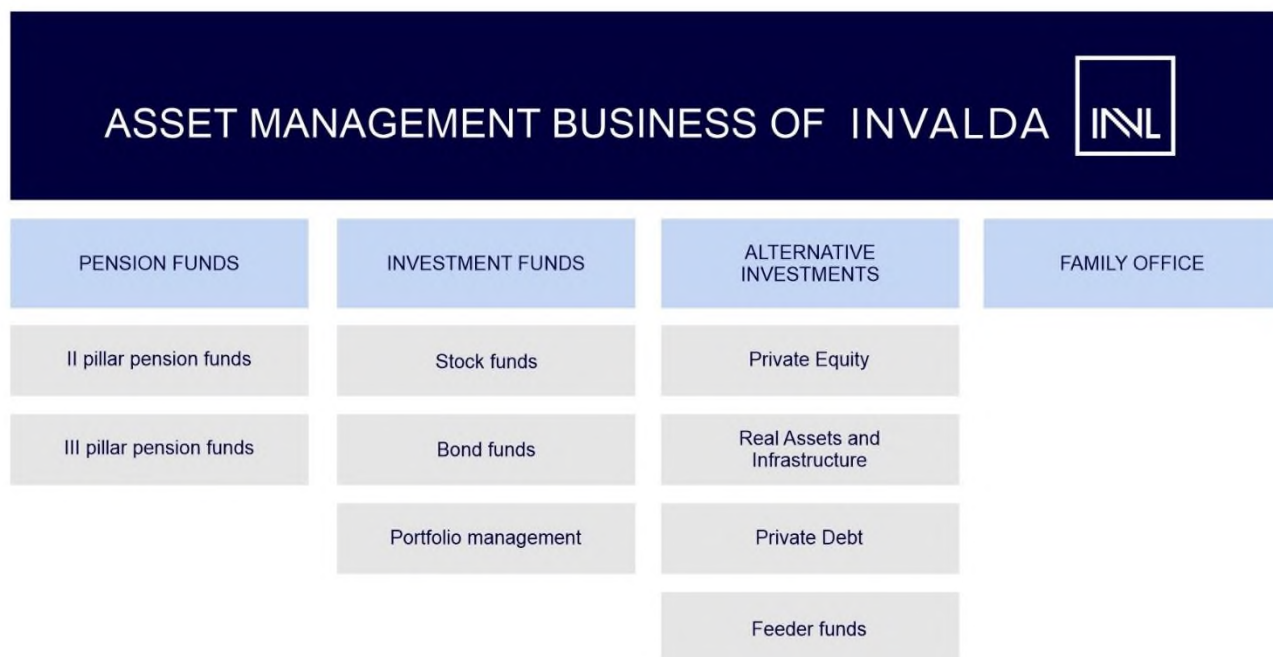 ASSET MANAGEMENT BUSINESS OF INVALDA INVL
PENSION FUNDS
INVESTMENT FUNDS
ALTERNATIVE
INVESTMENTS
FAMILY OFFICE
II pillar pension funds
Stock funds
Private Equity
III pillar pension funds
Bond funds
Real Assets and
Infrastructure
Portfolio management
Private Debt
Feeder funds